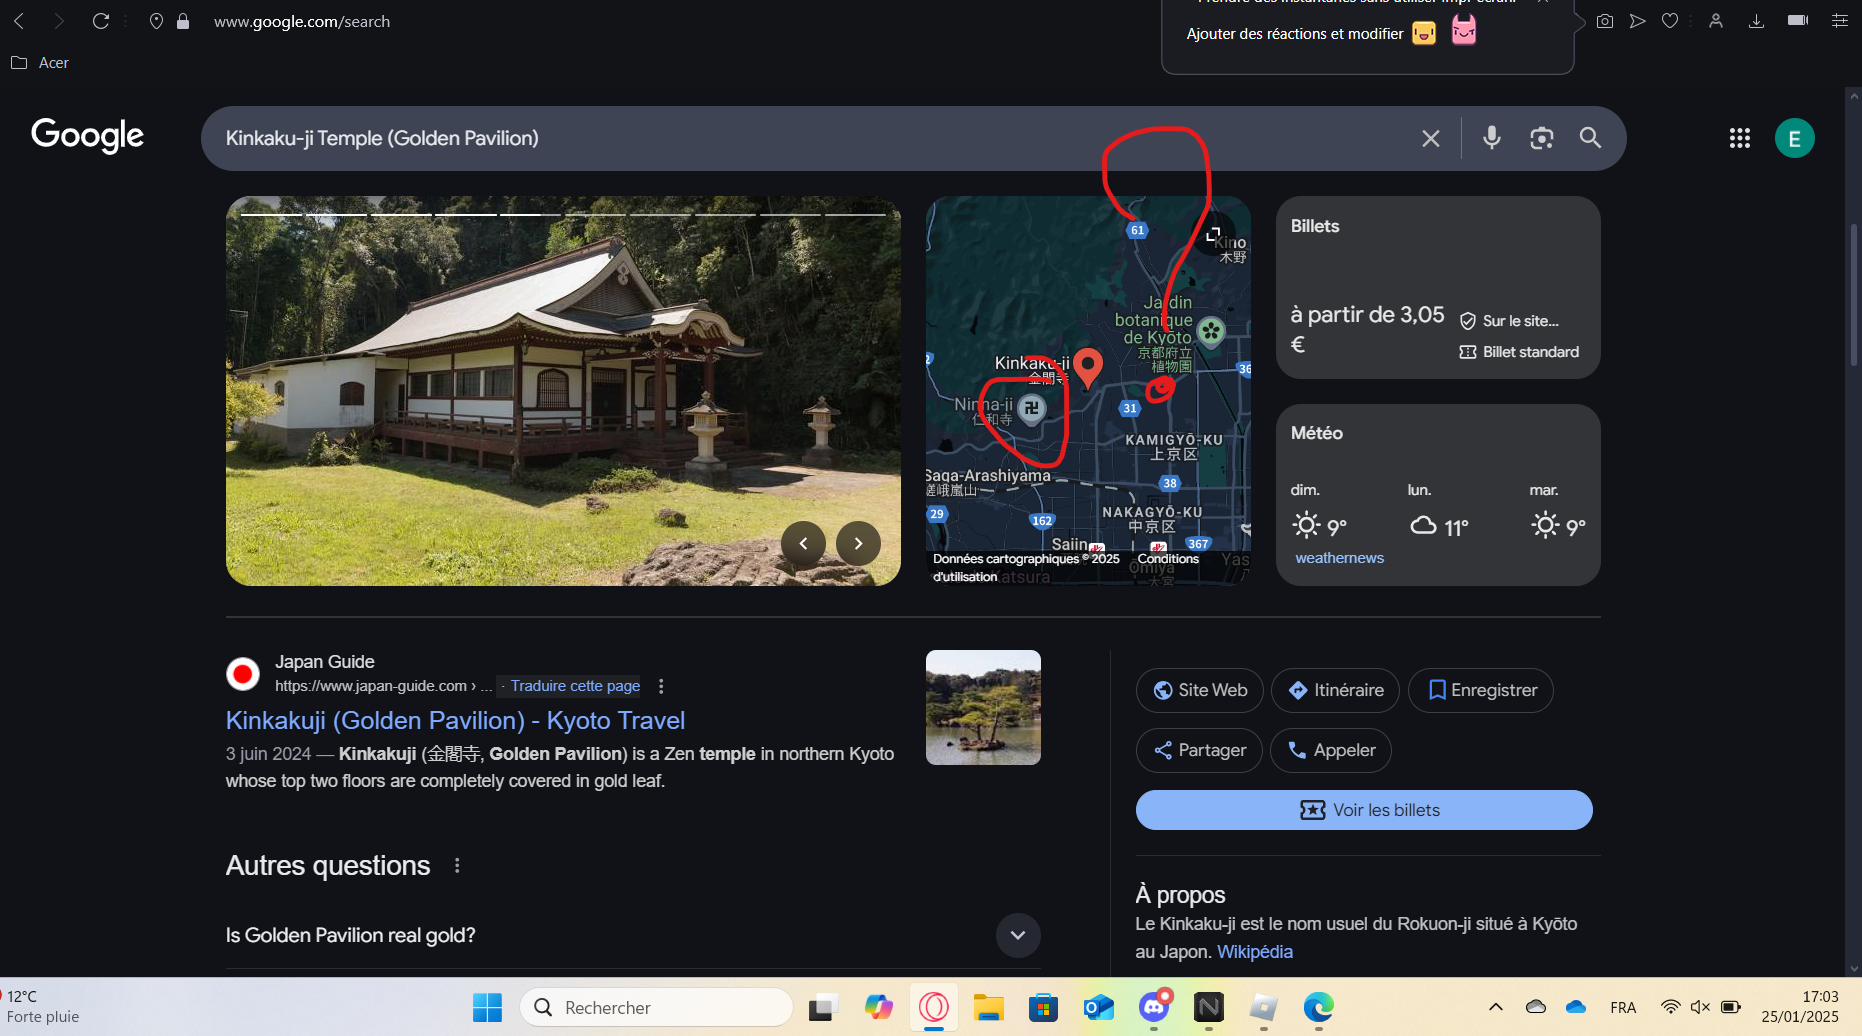 www.google.com/search
Ajouter des réactions et modifier
Acer
Google
Kinkaku-ji Temple (Golden Pavilion)
E
61
Kino
木野
Jardin
botanique
de Kyōto
京都府立
植物園
Kinkaku-ji
金閣寺
36
Ninna-ji
仁和寺
卍
31
KAMIGYŌ-KU
上京区
Saga-Arashiyama
嵯峨嵐山
38
29
162
NAKAGYŌ-KU
中京区
Saiin
367
Données cartographiques © 2025
Conditions
d'utilisation
Katsura
Ōmiya
大宮
Yas
Billets
à partir de 3,05
€
Sur le site...
Billet standard
Météo
dim.
lun.
mar.
9°
11°
9°
weathernews
Japan Guide
https://www.japan-guide.com › ... · Traduire cette page
Kinkakuji (Golden Pavilion) - Kyoto Travel
3 juin 2024 — Kinkakuji (金閣寺, Golden Pavilion) is a Zen temple in northern Kyoto
whose top two floors are completely covered in gold leaf.
Autres questions
Is Golden Pavilion real gold?
Site Web
Itinéraire
Enregistrer
Partager
Appeler
Voir les billets
À propos
Le Kinkaku-ji est le nom usuel du Rokuon-ji situé à Kyōto
au Japon. Wikipédia
12°C
Forte pluie
Rechercher
FRA
17:03
25/01/2025